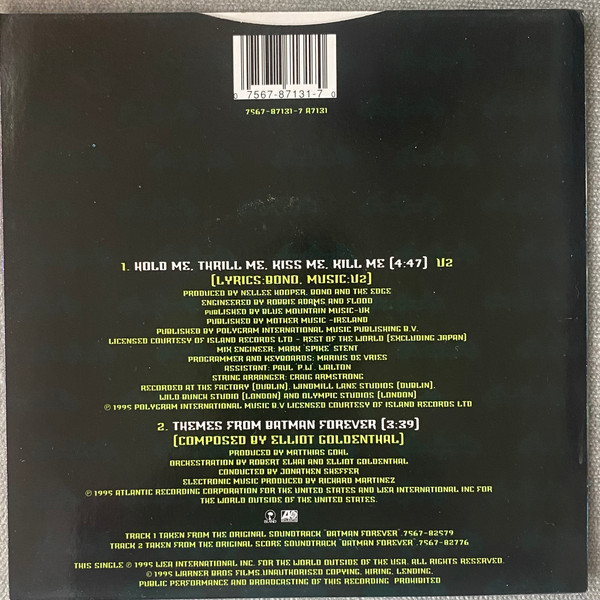 0 7567-87131-7 0
7567-87131-7 A7131
1. HOLD ME, THRILL ME, KISS ME, KILL ME (4:47) U2
(LYRICS:BONO, MUSIC:U2)
PRODUCED BY NELLEE HOOPER, BONO AND THE EDGE
ENGINEERED BY ROBBIE ADAMS AND FLOOD
PUBLISHED BY BLUE MOUNTAIN MUSIC-UK
PUBLISHED BY MOTHER MUSIC -IRELAND
PUBLISHED BY POLYGRAM INTERNATIONAL MUSIC PUBLISHING B.V.
LICENSED COURTESY OF ISLAND RECORDS LTD - REST OF THE WORLD (EXCLUDING JAPAN)
MIX ENGINEER: MARK 'SPIKE' STENT
PROGRAMMER AND KEYBOARDS: MARIUS DE VRIES
ASSISTANT: PAUL 'P.W.' WALTON
STRING ARRANGER: CRAIG ARMSTRONG
RECORDED AT THE FACTORY (DUBLIN), WINDMILL LANE STUDIOS (DUBLIN),
WILD BUNCH STUDIO (LONDON) AND OLYMPIC STUDIOS (LONDON)
℗ 1995 POLYGRAM INTERNATIONAL MUSIC B.V LICENSED COURTESY OF ISLAND RECORDS LTD
2. THEMES FROM BATMAN FOREVER (3:39)
(COMPOSED BY ELLIOT GOLDENTHAL)
PRODUCED BY MATTHIAS GOHL
ORCHESTRATION BY ROBERT ELHAI AND ELLIOT GOLDENTHAL
CONDUCTED BY JONATHEN SHEFFER
ELECTRONIC MUSIC PRODUCED BY RICHARD MARTINEZ
℗ 1995 ATLANTIC RECORDING CORPORATION FOR THE UNITED STATES AND WEA INTERNATIONAL INC FOR
THE WORLD OUTSIDE OF THE UNITED STATES.
ISLAND ATLANTIC
TRACK 1 TAKEN FROM THE ORIGINAL SOUNDTRACK 'BATMAN FOREVER'.7567-82579
TRACK 2 TAKEN FROM THE ORIGINAL SCORE SOUNDTRACK 'BATMAN FOREVER'.7567-82776
THIS SINGLE ℗ 1995 WEA INTERNATIONAL INC. FOR THE WORLD OUTSIDE OF THE USA. ALL RIGHTS RESERVED.
© 1995 WARNER BROS FILMS.UNAUTHORISED COPYING, HIRING, LENDING,
PUBLIC PERFORMANCE AND BROADCASTING OF THIS RECORDING PROHIBITED